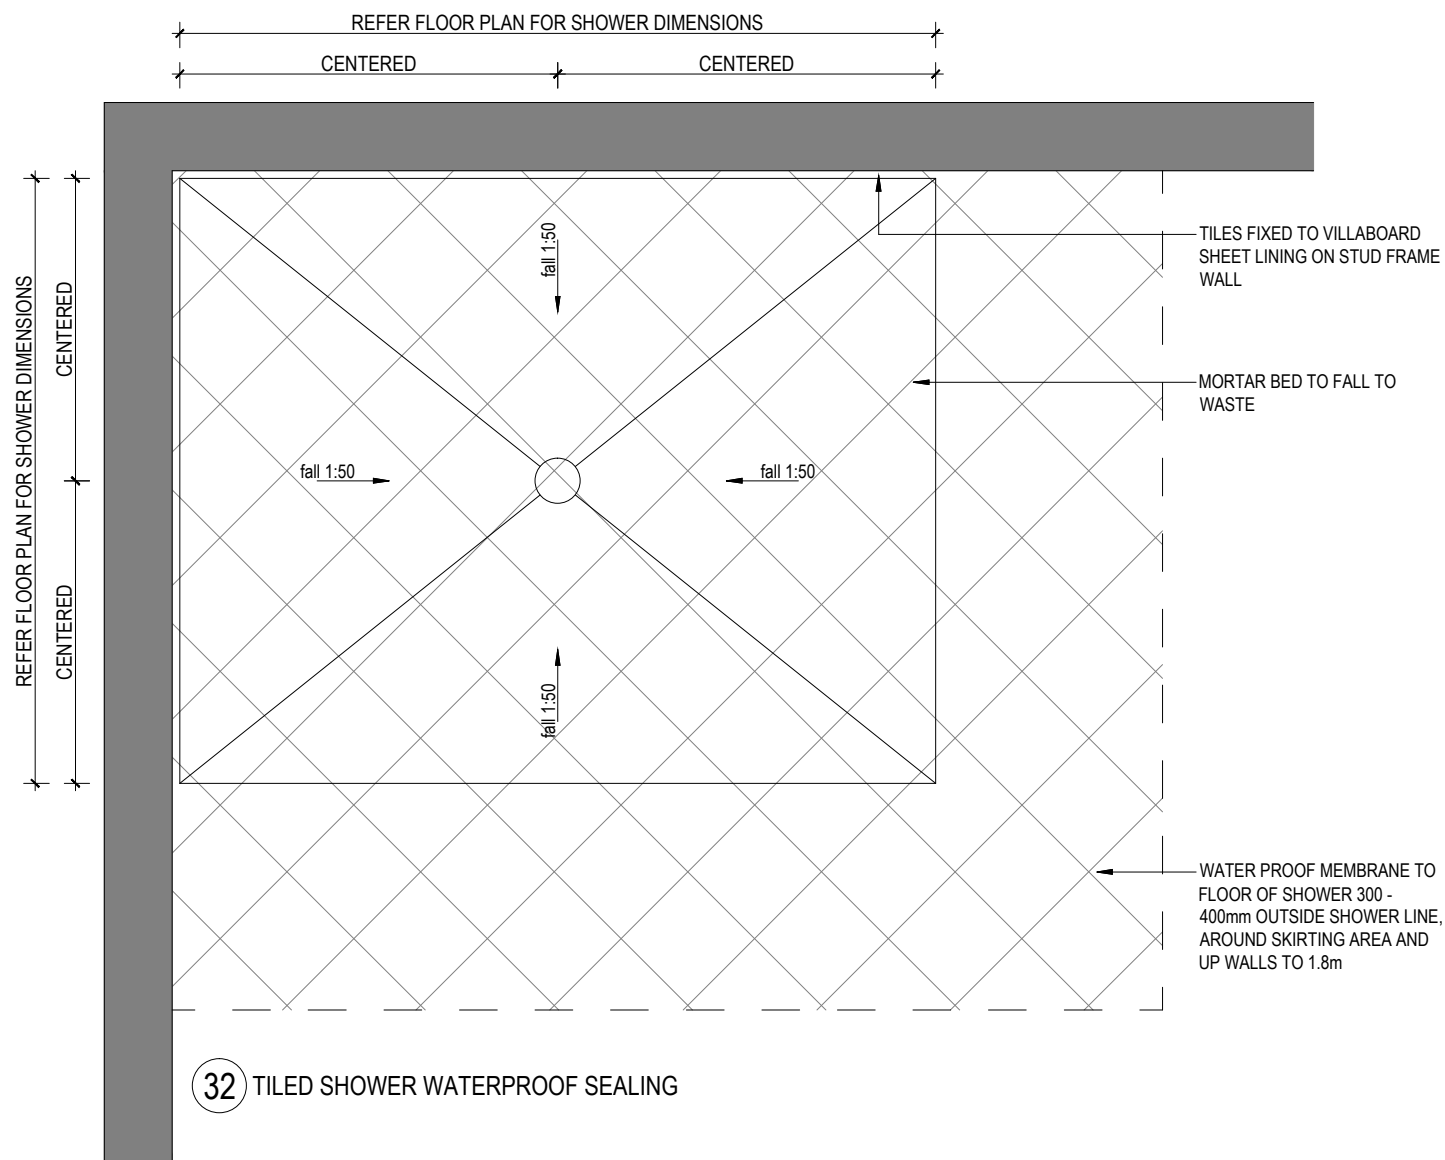 REFER FLOOR PLAN FOR SHOWER DIMENSIONS
CENTERED
CENTERED
REFER FLOOR PLAN FOR SHOWER DIMENSIONS
CENTERED
CENTERED
fall 1:50
fall 1:50
fall 1:50
fall 1:50
TILES FIXED TO VILLABOARD
SHEET LINING ON STUD FRAME
WALL
MORTAR BED TO FALL TO
WASTE
WATER PROOF MEMBRANE TO
FLOOR OF SHOWER 300 -
400mm OUTSIDE SHOWER LINE,
AROUND SKIRTING AREA AND
UP WALLS TO 1.8m
32 TILED SHOWER WATERPROOF SEALING